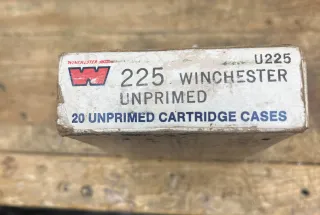 WINCHESTER U225
225 WINCHESTER
UNPRIMED
20 UNPRIMED CARTRIDGE CASES